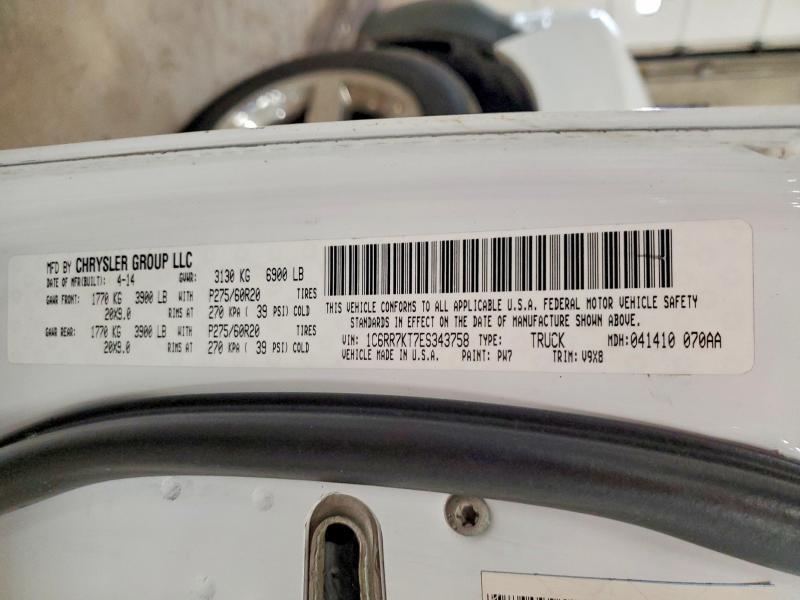 MFD BY CHRYSLER GROUP LLC
DATE OF MFR(BUILT): 4-14 GVWR: 3130 KG 6900 LB
GAWR FRONT: 1770 KG 3900 LB WITH P275/60R20 TIRES
20X9.0 RIMS AT 270 KPA ( 39 PSI) COLD
GAWR REAR: 1770 KG 3900 LB WITH P275/60R20 TIRES
20X9.0 RIMS AT 270 KPA ( 39 PSI) COLD
THIS VEHICLE CONFORMS TO ALL APPLICABLE U.S.A. FEDERAL MOTOR VEHICLE SAFETY
STANDARDS IN EFFECT ON THE DATE OF MANUFACTURE SHOWN ABOVE.
VIN: 1C6RR7KT7ES343758 TYPE: TRUCK MDH: 041410 070AA
VEHICLE MADE IN U.S.A. PAINT: PW7 TRIM: V9X8